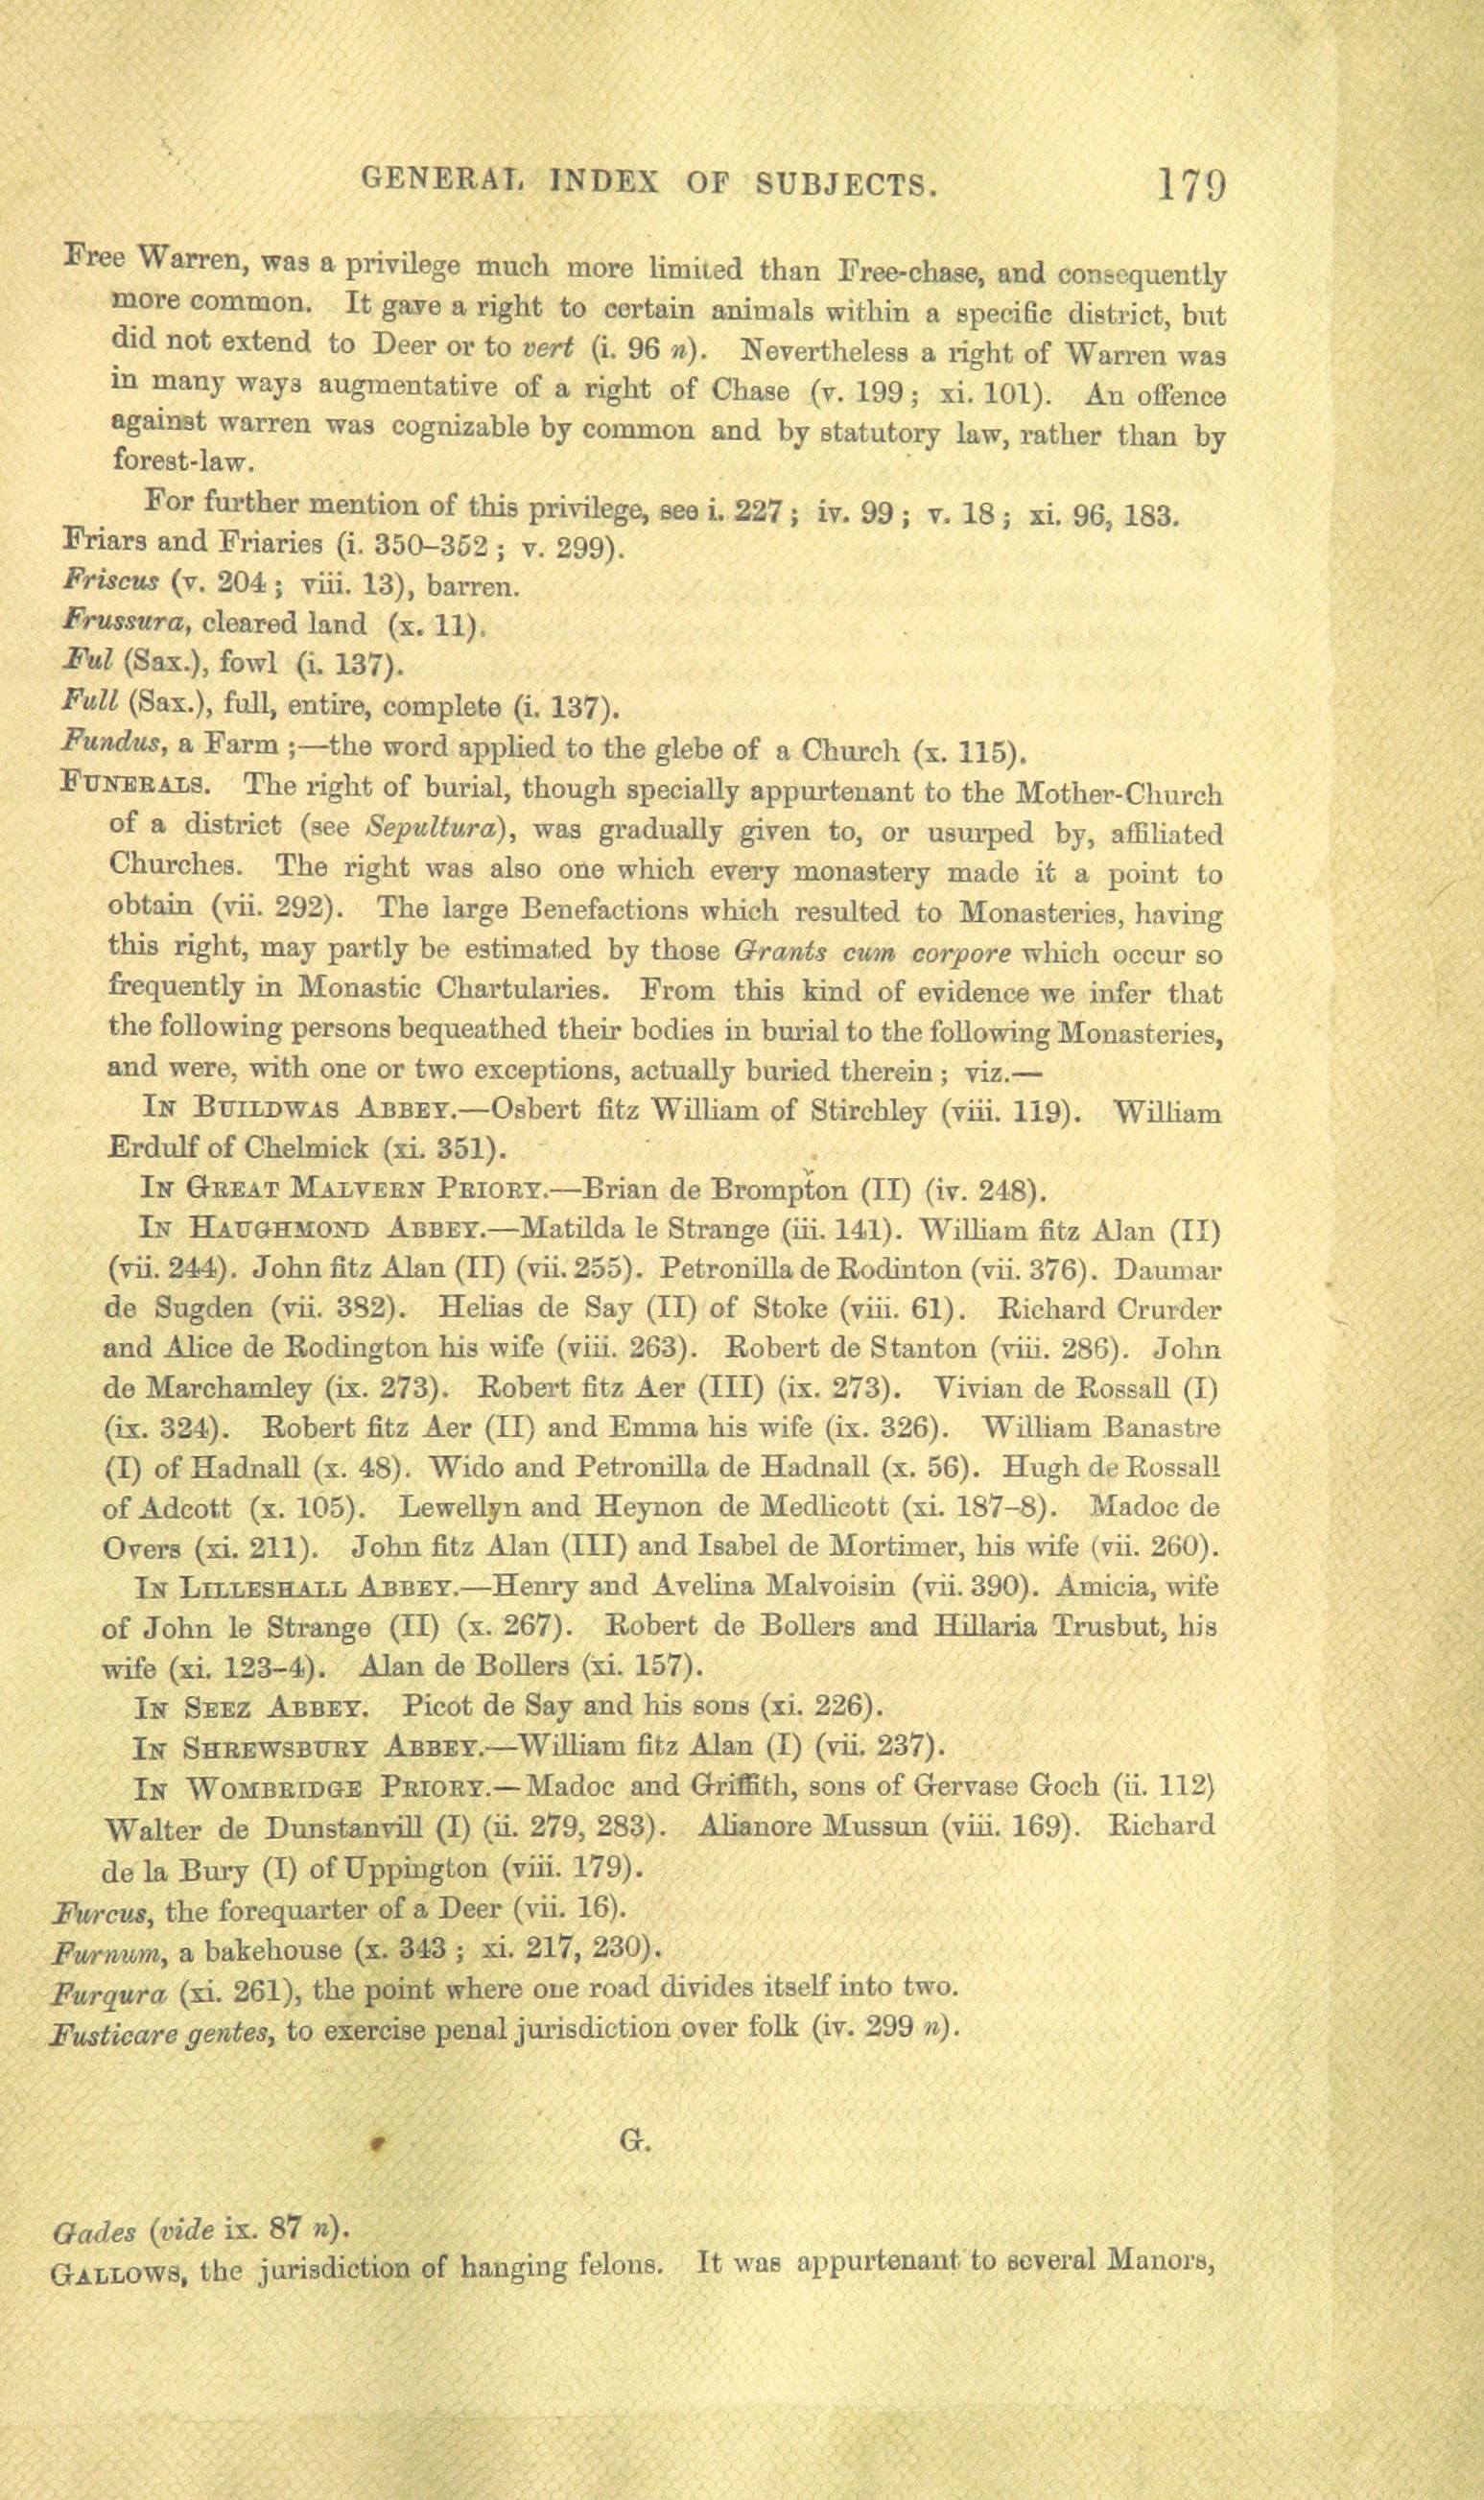 GENERAL INDEX OF SUBJECTS. 179
Free Warren, was a privilege much more limited than Free-chase, and consequently
more common. It gave a right to certain animals within a specific district, but
did not extend to Deer or to vert (i. 96 n). Nevertheless a right of Warren was
in many ways augmentative of a right of Chase (v. 199; xi. 101). An offence
against warren was cognizable by common and by statutory law, rather than by
forest-law.
For further mention of this privilege, see i. 227; iv. 99; v. 18; xi. 96, 183.
Friars and Friaries (i. 350–352; v. 299).
Friscus (v. 204; viii. 13), barren.
Frussura, cleared land (x. 11).
Ful (Sax.), fowl (i. 137).
Full (Sax.), full, entire, complete (i. 137).
Fundus, a Farm;—the word applied to the glebe of a Church (x. 115).
FUNERALS. The right of burial, though specially appurtenant to the Mother-Church
of a district (see Sepultura), was gradually given to, or usurped by, affiliated
Churches. The right was also one which every monastery made it a point to
obtain (vii. 292). The large Benefactions which resulted to Monasteries, having
this right, may partly be estimated by those Grants cum corpore which occur so
frequently in Monastic Chartularies. From this kind of evidence we infer that
the following persons bequeathed their bodies in burial to the following Monasteries,
and were, with one or two exceptions, actually buried therein; viz.—
IN BUILDWAS ABBEY.—Osbert fitz William of Stirchley (viii. 119). William
Erdulf of Chelmick (xi. 351).
IN GREAT MALVERN PRIORY.—Brian de Brompton (II) (iv. 248).
IN HAUGHMOND ABBEY.—Matilda le Strange (iii. 141). William fitz Alan (II)
(vii. 244). John fitz Alan (II) (vii. 255). Petronilla de Rodinton (vii. 376). Daumar
de Sugden (vii. 382). Helias de Say (II) of Stoke (viii. 61). Richard Crurder
and Alice de Rodington his wife (viii. 263). Robert de Stanton (viii. 286). John
de Marchamley (ix. 273). Robert fitz Aer (III) (ix. 273). Vivian de Rossall (I)
(ix. 324). Robert fitz Aer (II) and Emma his wife (ix. 326). William Banastre
(I) of Hadnall (x. 48). Wido and Petronilla de Hadnall (x. 56). Hugh de Rossall
of Adcott (x. 105). Lewellyn and Heynon de Medlicott (xi. 187–8). Madoc de
Overs (xi. 211). John fitz Alan (III) and Isabel de Mortimer, his wife (vii. 260).
IN LILLESHALL ABBEY.—Henry and Avelina Malvoisin (vii. 390). Amicia, wife
of John le Strange (II) (x. 267). Robert de Bollers and Hillaria Trusbut, his
wife (xi. 123–4). Alan de Bollers (xi. 157).
IN SEEZ ABBEY. Picot de Say and his sons (xi. 226).
IN SHREWSBURY ABBEY.—William fitz Alan (I) (vii. 237).
IN WOMBRIDGE PRIORY.—Madoc and Griffith, sons of Gervase Goch (ii. 112)
Walter de Dunstanvill (I) (ii. 279, 283). Alianore Mussun (viii. 169). Richard
de la Bury (I) of Uppington (viii. 179).
Furcus, the forequarter of a Deer (vii. 16).
Furnum, a bakehouse (x. 343; xi. 217, 230).
Furqura (xi. 261), the point where one road divides itself into two.
Fusticare gentes, to exercise penal jurisdiction over folk (iv. 299 n).
G.
Gades (vide ix. 87 n).
GALLOWS, the jurisdiction of hanging felons. It was appurtenant to several Manors,